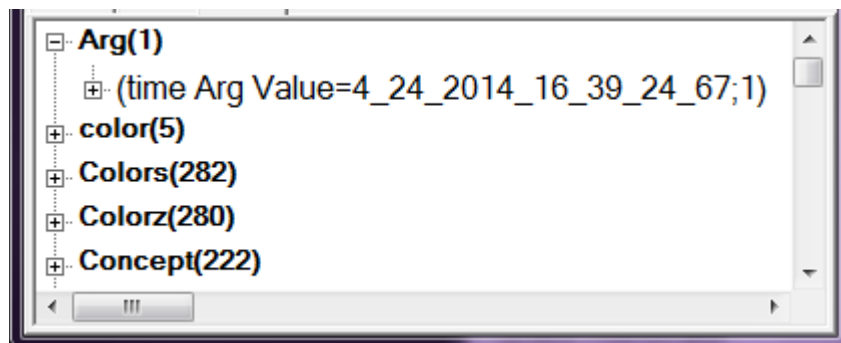 Arg(1)
(time Arg Value=4_24_2014_16_39_24_67;1)
color(5)
Colors(282)
Colorz(280)
Concept(222)